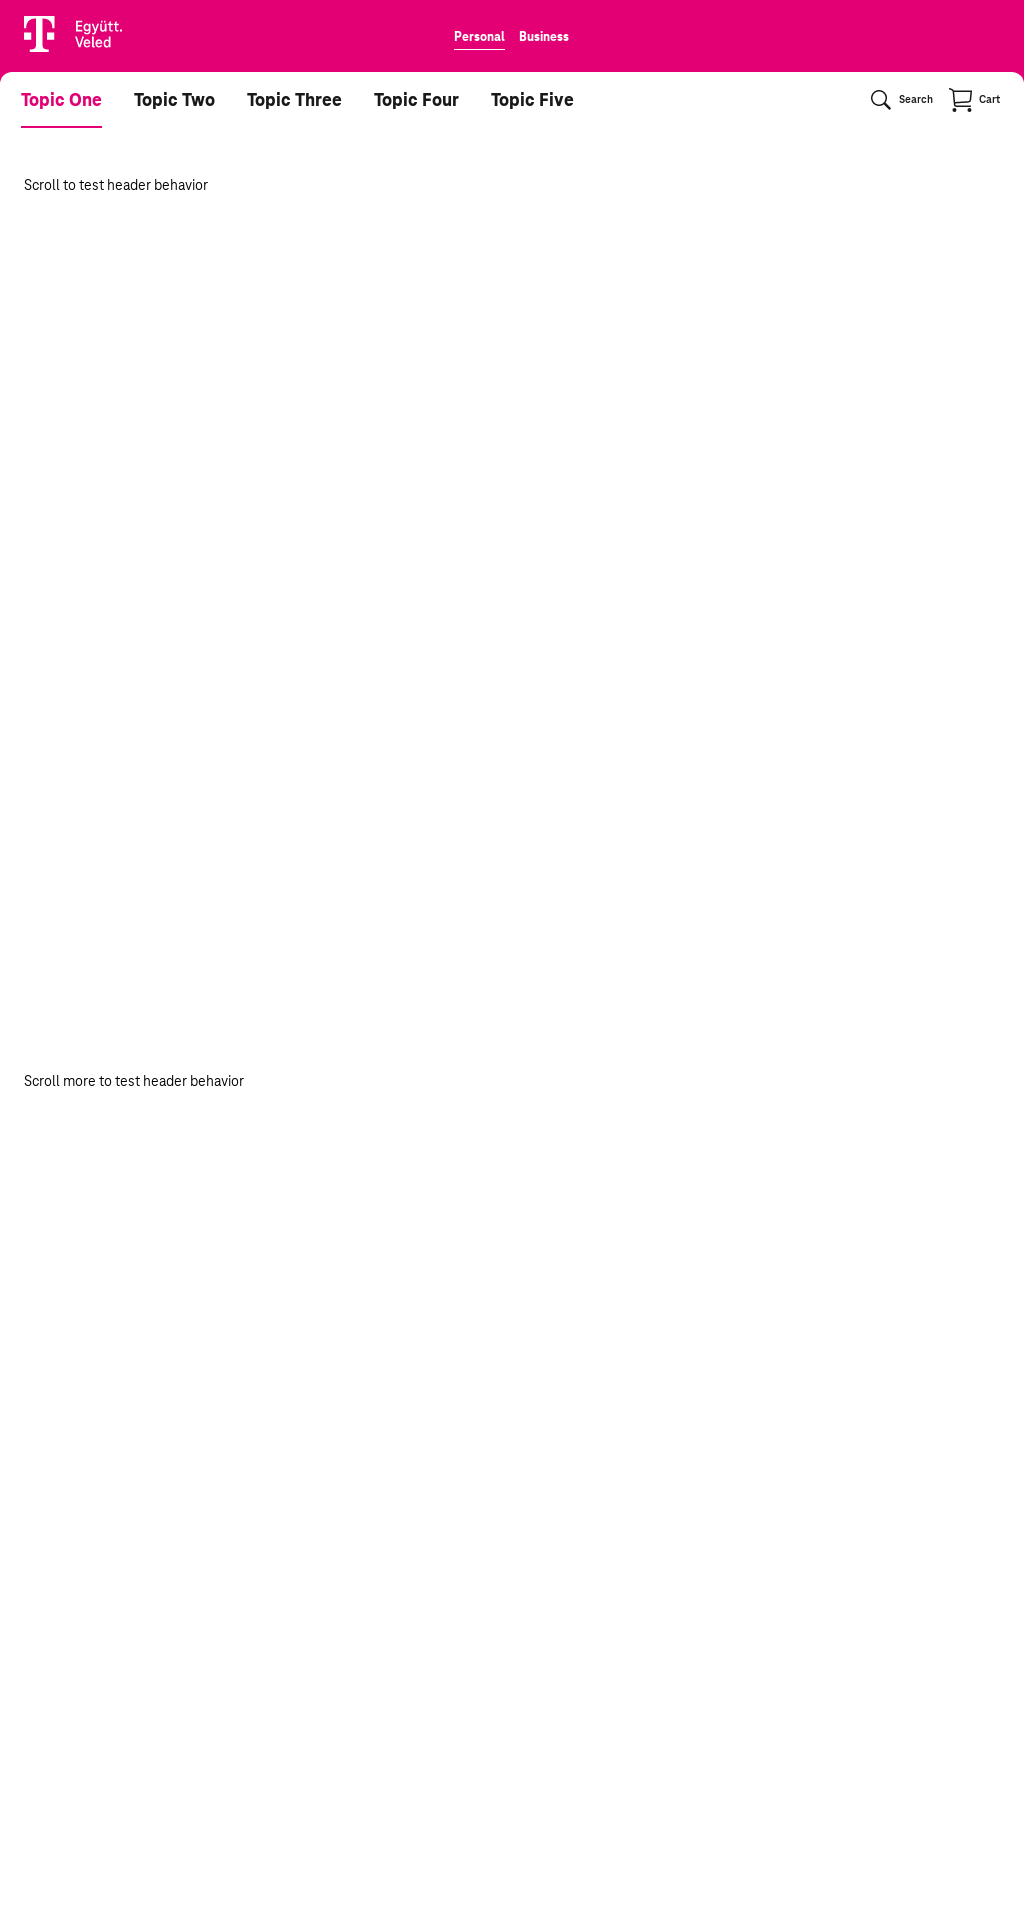 Együtt.
Veled
Personal Business
Topic One Topic Two Topic Three Topic Four Topic Five Search Cart
Scroll to test header behavior
Scroll more to test header behavior